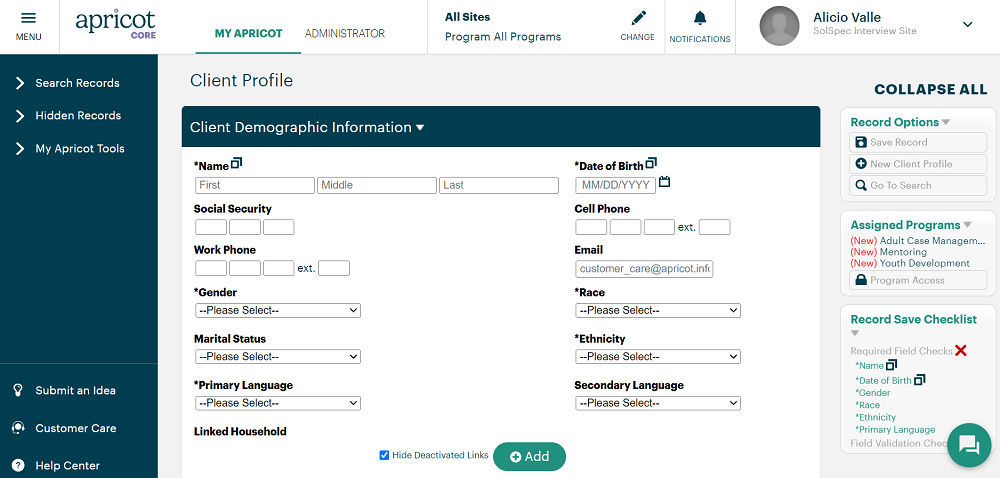 MENU
apricot
CORE
MY APRICOT
ADMINISTRATOR
All Sites
Program All Programs
CHANGE
NOTIFICATIONS
Alicio Valle
SolSpec Interview Site
Search Records
Hidden Records
My Apricot Tools
Submit an Idea
Customer Care
Help Center
Client Profile
Client Demographic Information
*Name
First
Middle
Last
*Date of Birth
MM/DD/YYYY
Social Security
Cell Phone
ext.
Work Phone
ext.
Email
customer_care@apricot.info
*Gender
--Please Select--
*Race
--Please Select--
Marital Status
--Please Select--
*Ethnicity
--Please Select--
*Primary Language
--Please Select--
Secondary Language
--Please Select--
Linked Household
Hide Deactivated Links
Add
COLLAPSE ALL
Record Options
Save Record
New Client Profile
Go To Search
Assigned Programs
(New) Adult Case Managem...
(New) Mentoring
(New) Youth Development
Program Access
Record Save Checklist
Required Field Checks
*Name
*Date of Birth
*Gender
*Race
*Ethnicity
*Primary Language
Field Validation Chec